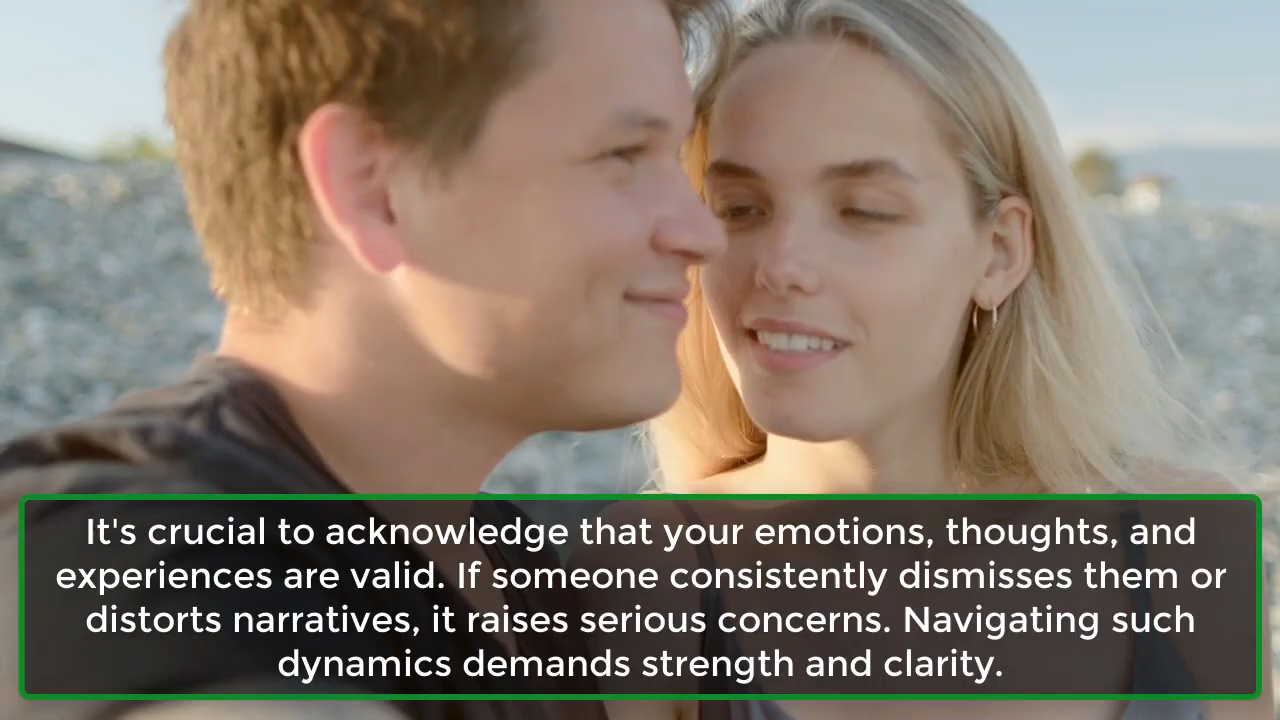 It's crucial to acknowledge that your emotions, thoughts, and
experiences are valid. If someone consistently dismisses them or
distorts narratives, it raises serious concerns. Navigating such
dynamics demands strength and clarity.